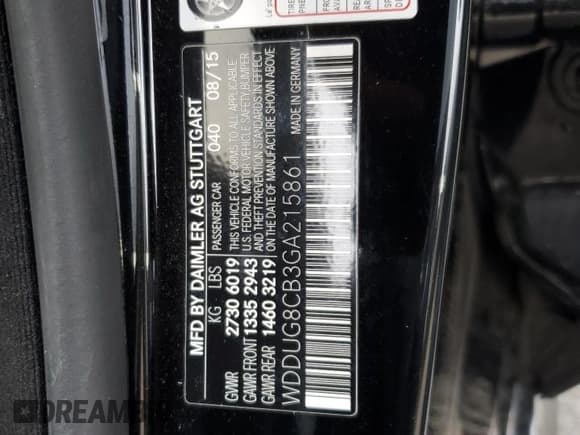 MFD BY DAIMLER AG STUTTGART
PASSENGER CAR 040 08/15
KG LBS
GVWR 2730 6019
GAWR FRONT 1335 2943
GAWR REAR 1460 3219
THIS VEHICLE CONFORMS TO ALL APPLICABLE
U.S. FEDERAL MOTOR VEHICLE SAFETY/BUMPER
AND THEFT PREVENTION STANDARDS IN EFFECT
ON THE DATE OF MANUFACTURE SHOWN ABOVE
WDDUG8CB3GA215861
MADE IN GERMANY